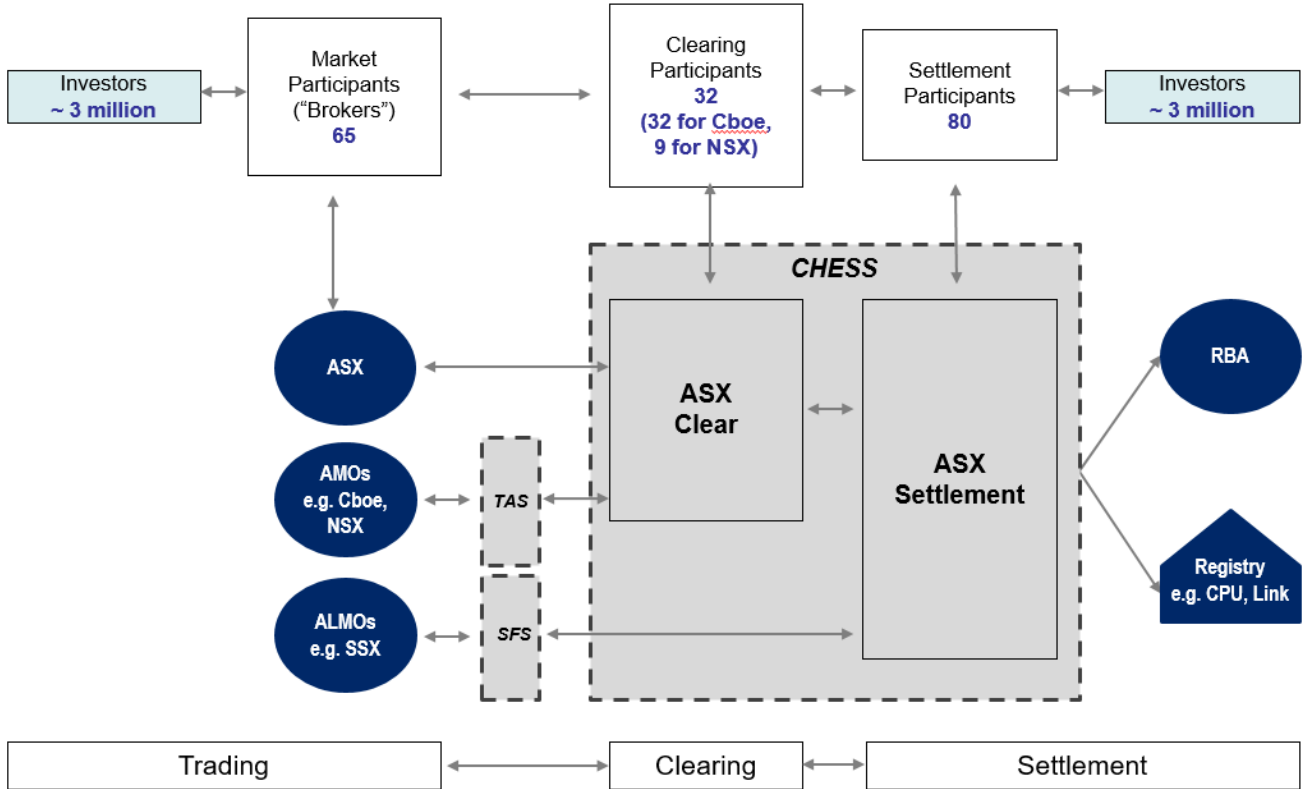 Investors
~ 3 million
Market
Participants
(“Brokers”)
65
Clearing
Participants
32
(32 for Cboe,
9 for NSX)
Settlement
Participants
80
Investors
~ 3 million
CHESS
ASX
ASX
Clear
ASX
Settlement
RBA
AMOs
e.g. Cboe,
NSX
TAS
Registry
e.g. CPU, Link
ALMOs
e.g. SSX
SFS
Trading
Clearing
Settlement